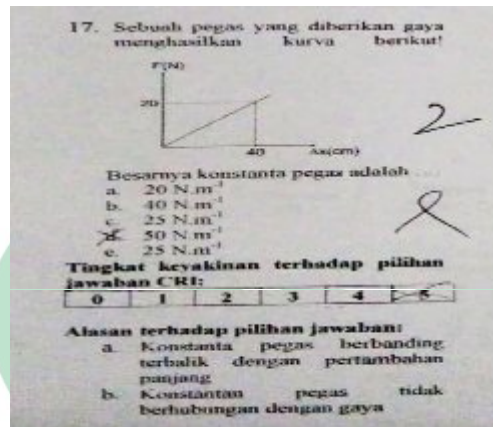 17. Sebuah pegas yang diberikan gaya
menghasilkan kurva berikut!
F(N)
20
40 Δx(cm)
2
Besarnya konstanta pegas adalah ....
a. 20 N.m⁻¹
b. 40 N.m⁻¹
c. 25 N.m⁻¹
d. 50 N.m⁻¹
e. 25 N.m⁻¹
Tingkat keyakinan terhadap pilihan
jawaban CRI:
0 1 2 3 4 5
Alasan terhadap pilihan jawaban:
a. Konstanta pegas berbanding
terbalik dengan pertambahan
panjang
b. Konstantan pegas tidak
berhubungan dengan gaya